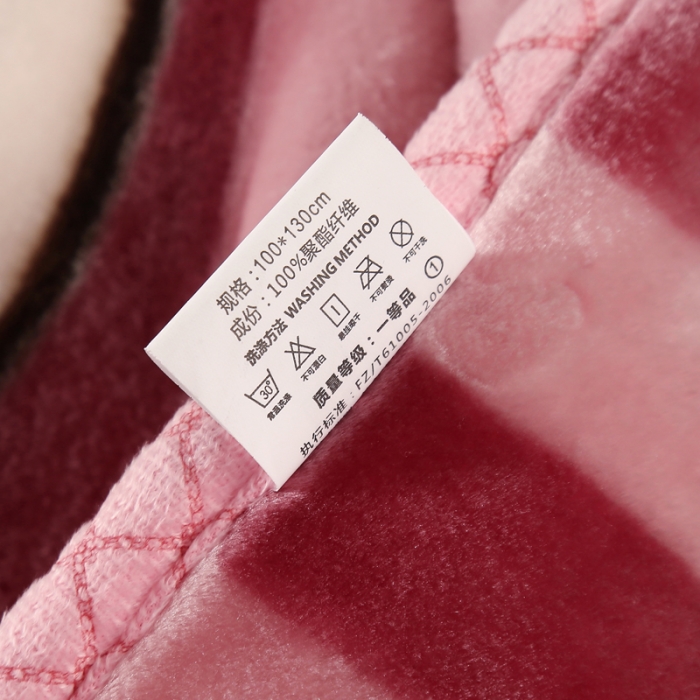 规格：100*130cm
成份：100%聚酯纤维
洗涤方法 WASHING METHOD
30°
常温洗涤
不可漂白
悬挂晾干
不可熨烫
不可干洗
质量等级：一等品 ①
执行标准：FZ/T61005-2006